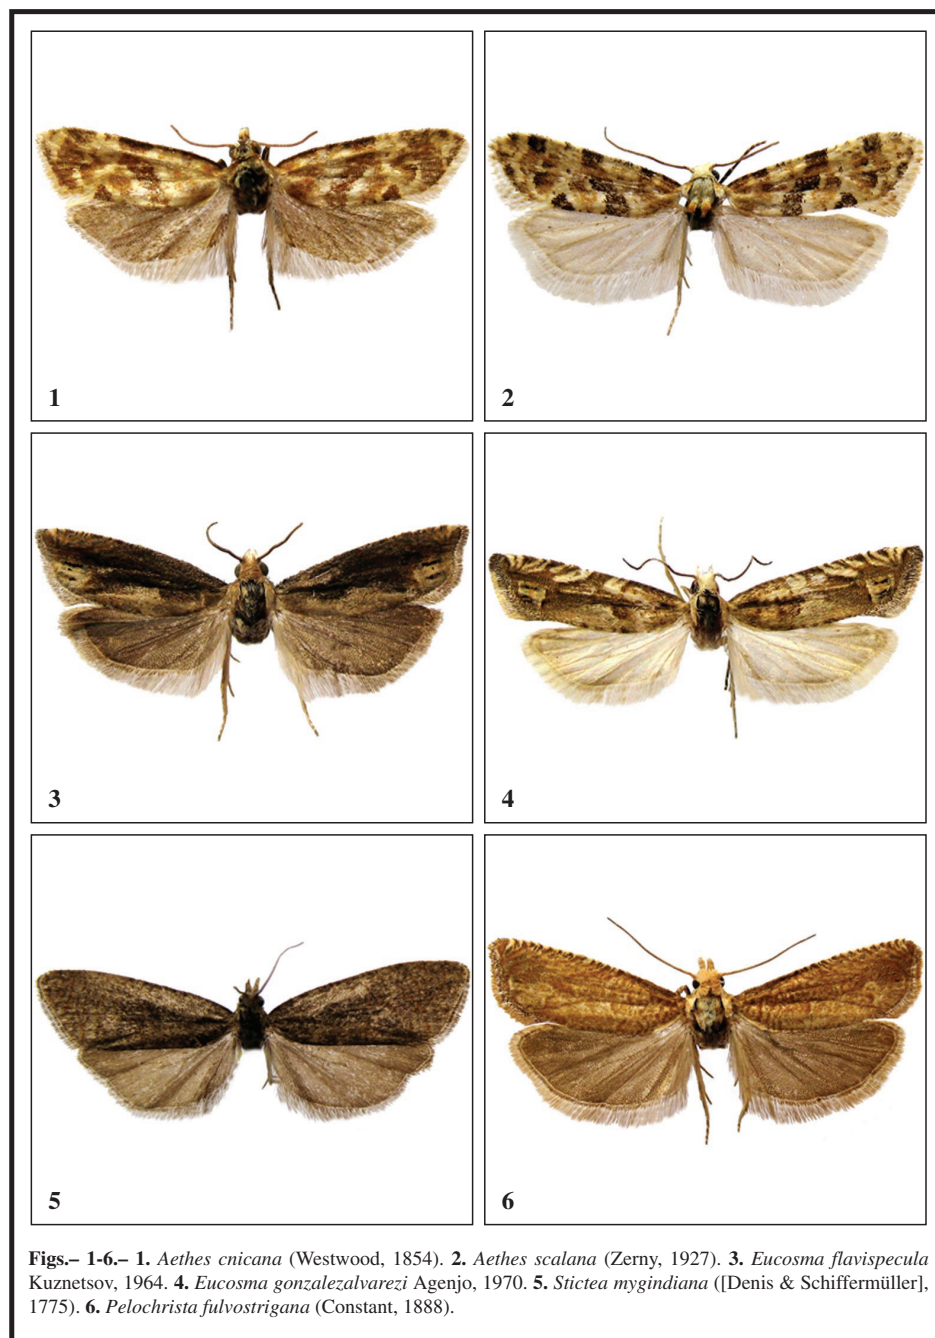 1
2
3
4
5
6
Figs.– 1-6.– 1. Aethes cnicana (Westwood, 1854). 2. Aethes scalana (Zerny, 1927). 3. Eucosma flavispecula
Kuznetsov, 1964. 4. Eucosma gonzalezalvarezi Agenjo, 1970. 5. Stictea mygindiana ([Denis & Schiffermüller],
1775). 6. Pelochrista fulvostrigana (Constant, 1888).